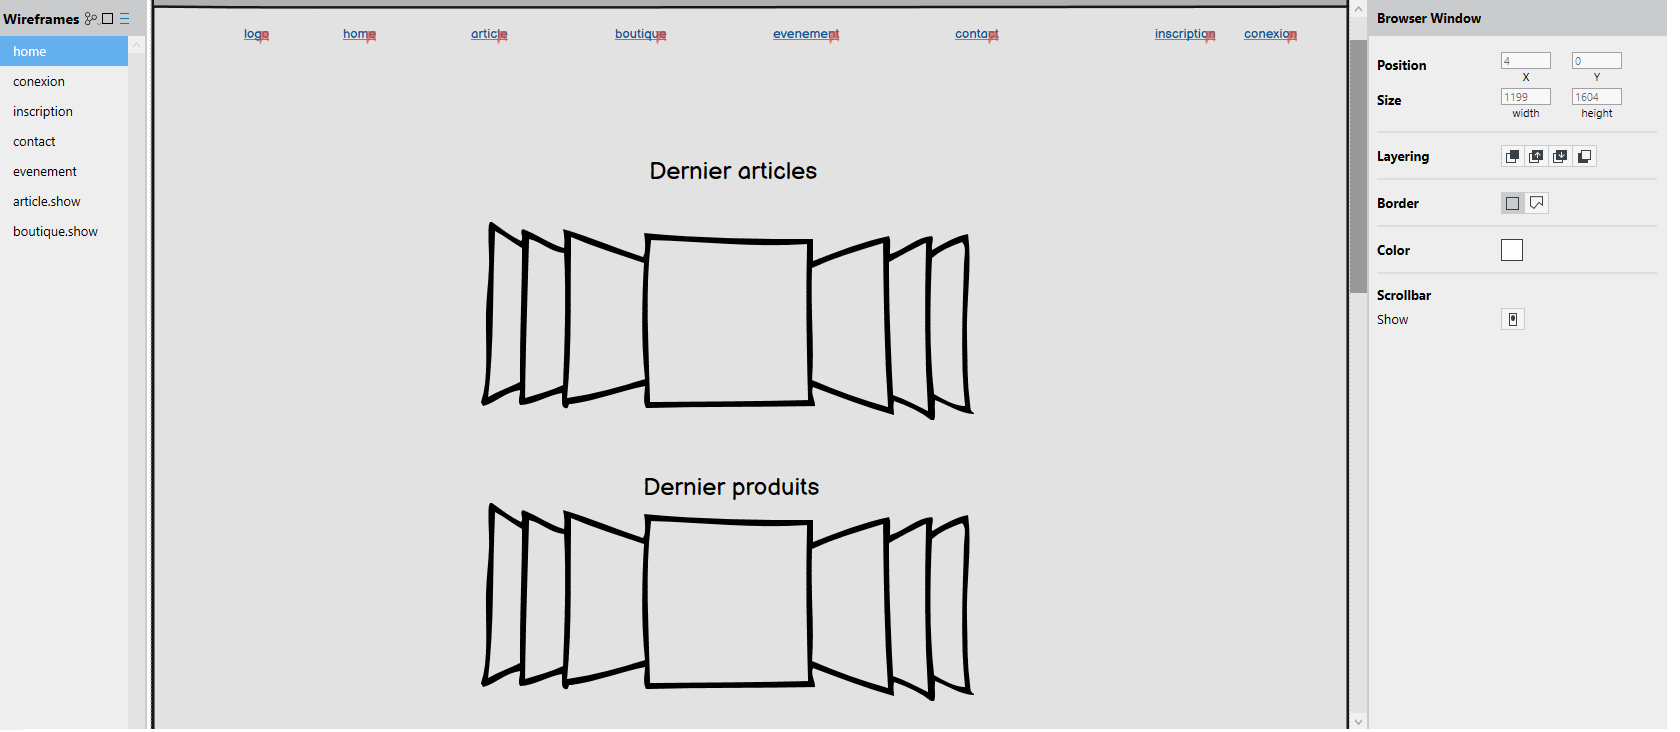 Wireframes
home
conexion
inscription
contact
evenement
article.show
boutique.show
logo home article boutique evenement contact inscription conexion
Dernier articles
Dernier produits
Browser Window
Position 4 0
X Y
Size 1199 1604
width height
Layering
Border
Color
Scrollbar
Show